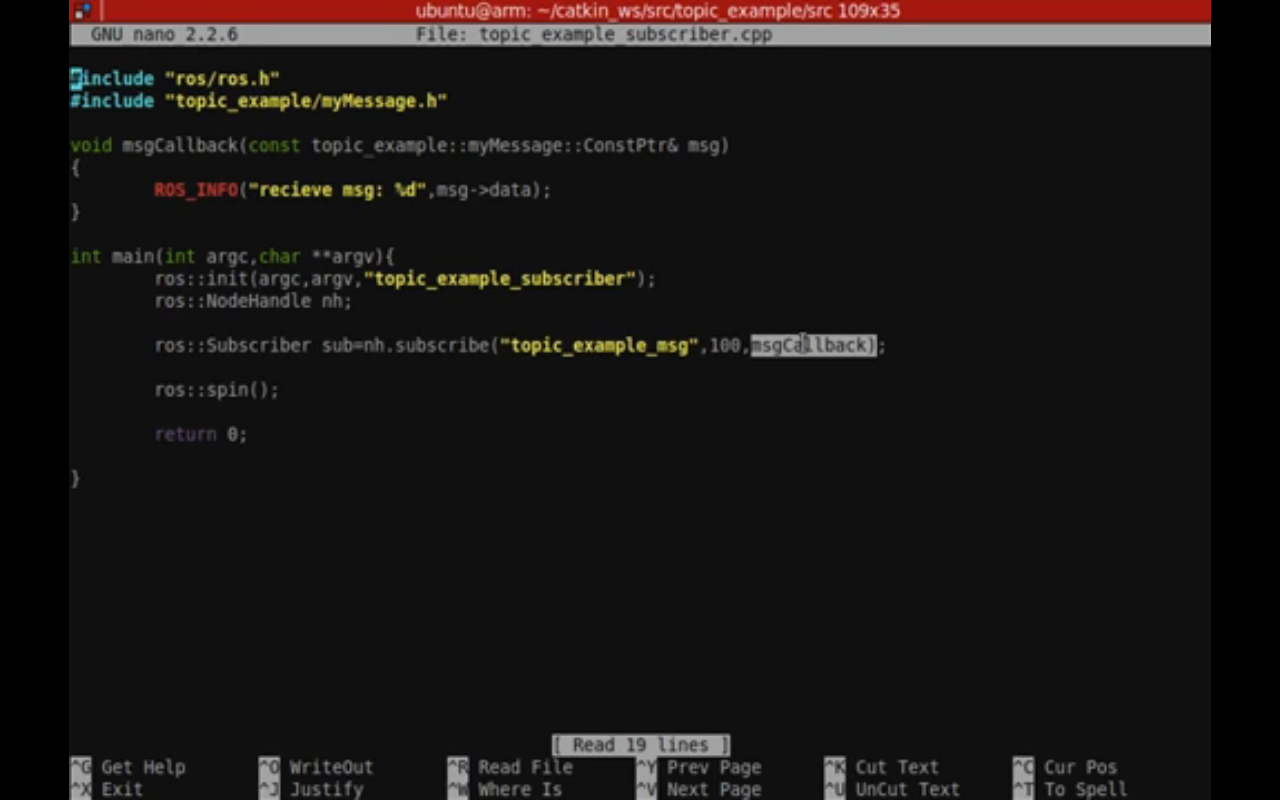 ubuntu@arm: ~/catkin_ws/src/topic_example/src 109x35
GNU nano 2.2.6 File: topic_example_subscriber.cpp
#include "ros/ros.h"
#include "topic_example/myMessage.h"
void msgCallback(const topic_example::myMessage::ConstPtr& msg)
{
ROS_INFO("recieve msg: %d",msg->data);
}
int main(int argc,char **argv){
ros::init(argc,argv,"topic_example_subscriber");
ros::NodeHandle nh;
ros::Subscriber sub=nh.subscribe("topic_example_msg",100,msgCallback);
ros::spin();
return 0;
}
[ Read 19 lines ]
^G Get Help ^O WriteOut ^R Read File ^Y Prev Page ^K Cut Text ^C Cur Pos
^X Exit ^J Justify ^W Where Is ^V Next Page ^U UnCut Text ^T To Spell